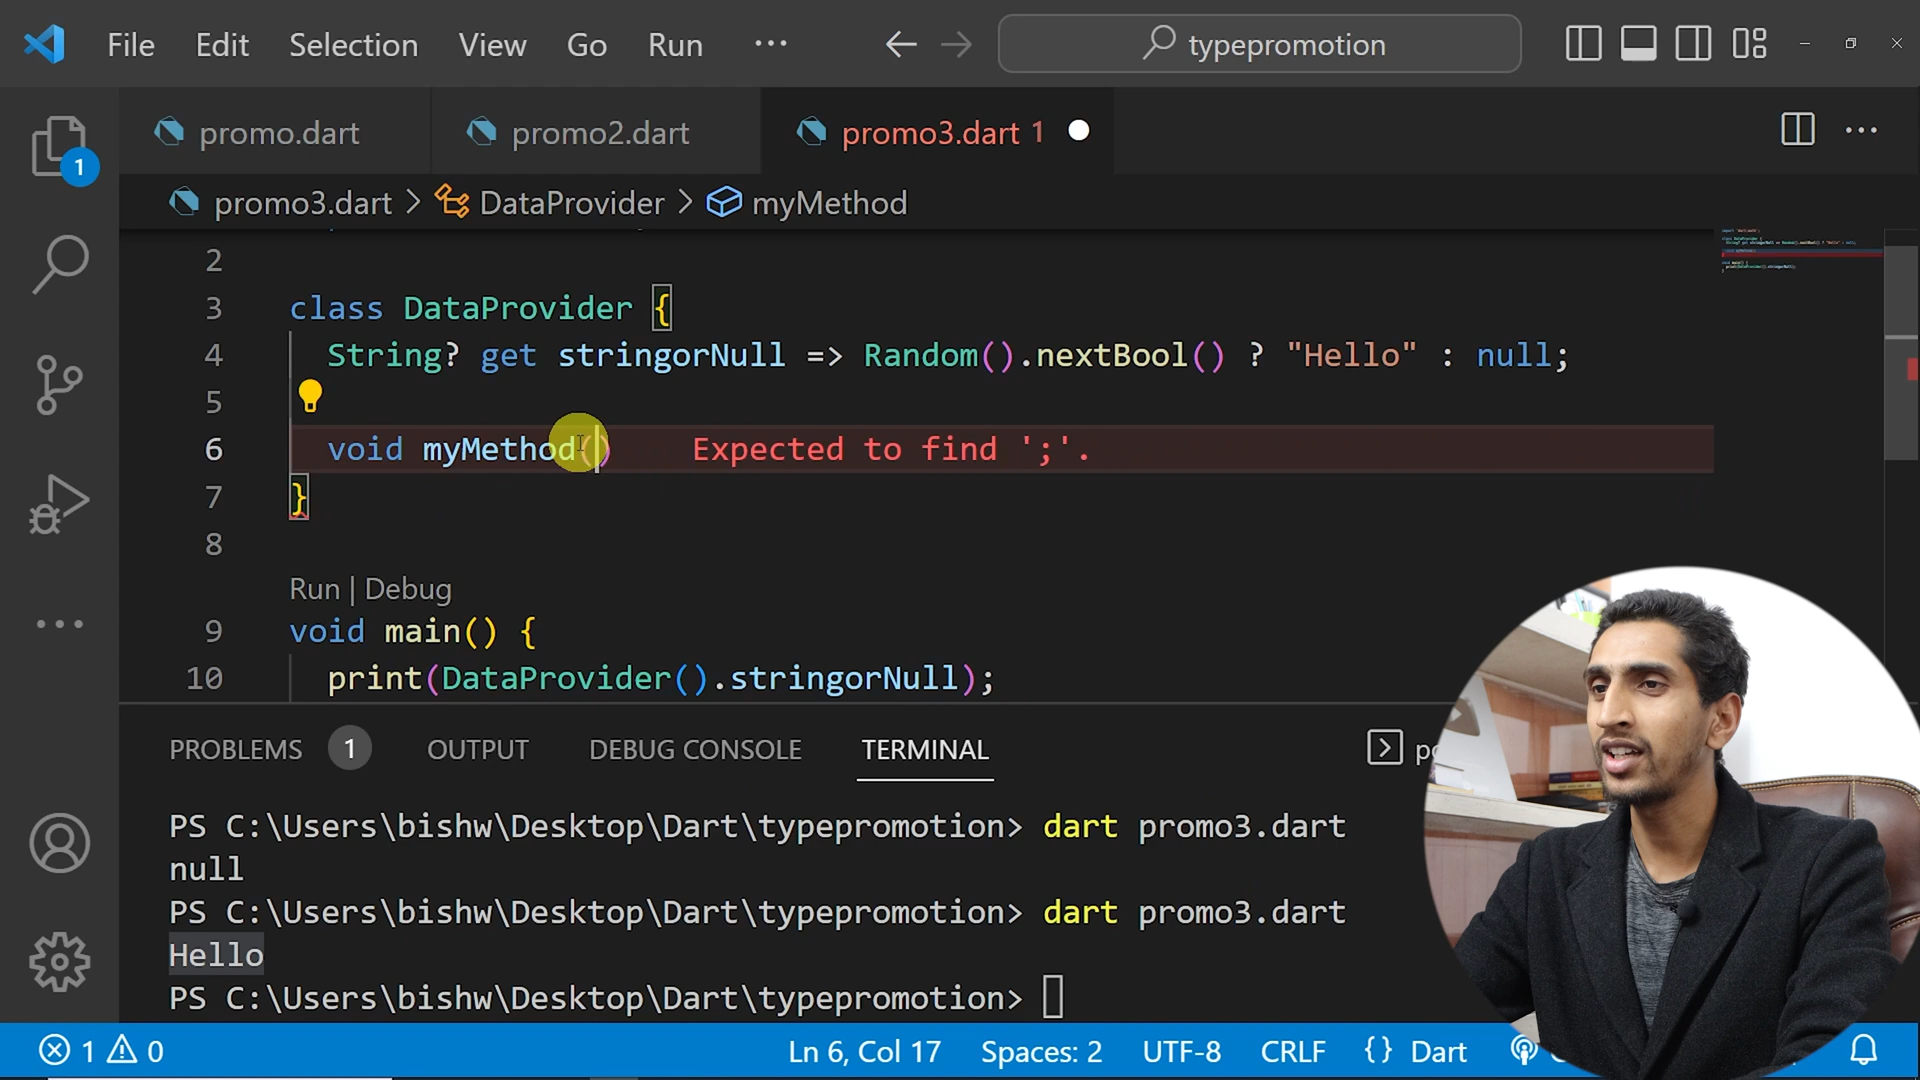 File Edit Selection View Go Run ... typepromotion
1
promo.dart promo2.dart promo3.dart 1
promo3.dart > DataProvider > myMethod
2
3 class DataProvider {
4 String? get stringorNull => Random().nextBool() ? "Hello" : null;
5
6 void myMethod() Expected to find ';'.
7 }
8
Run | Debug
9 void main() {
10 print(DataProvider().stringorNull);
PROBLEMS 1 OUTPUT DEBUG CONSOLE TERMINAL
PS C:\Users\bishw\Desktop\Dart\typepromotion> dart promo3.dart
null
PS C:\Users\bishw\Desktop\Dart\typepromotion> dart promo3.dart
Hello
PS C:\Users\bishw\Desktop\Dart\typepromotion>
1 0 Ln 6, Col 17 Spaces: 2 UTF-8 CRLF {} Dart